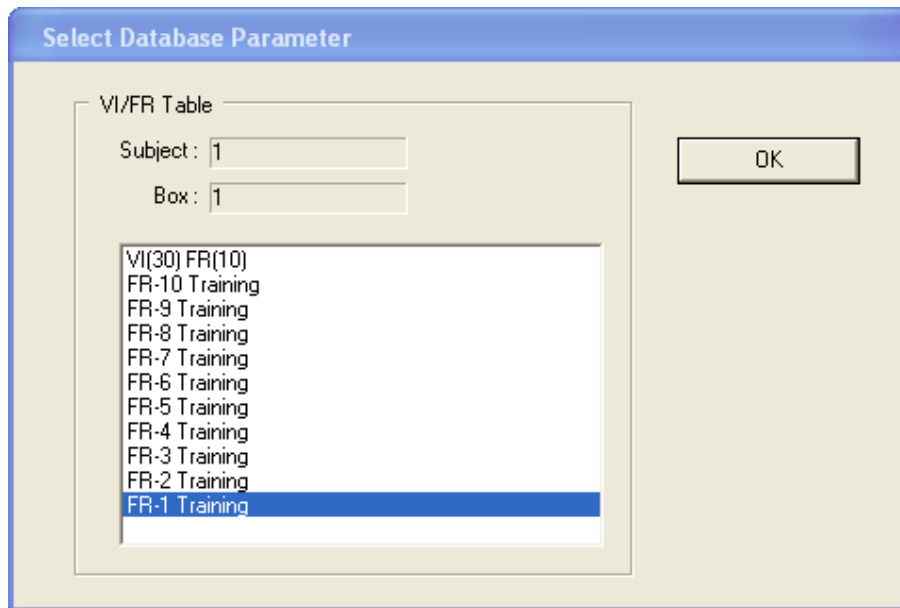 Select Database Parameter
VI/FR Table
Subject : 1
OK
Box : 1
VI(30) FR(10)
FR-10 Training
FR-9 Training
FR-8 Training
FR-7 Training
FR-6 Training
FR-5 Training
FR-4 Training
FR-3 Training
FR-2 Training
FR-1 Training